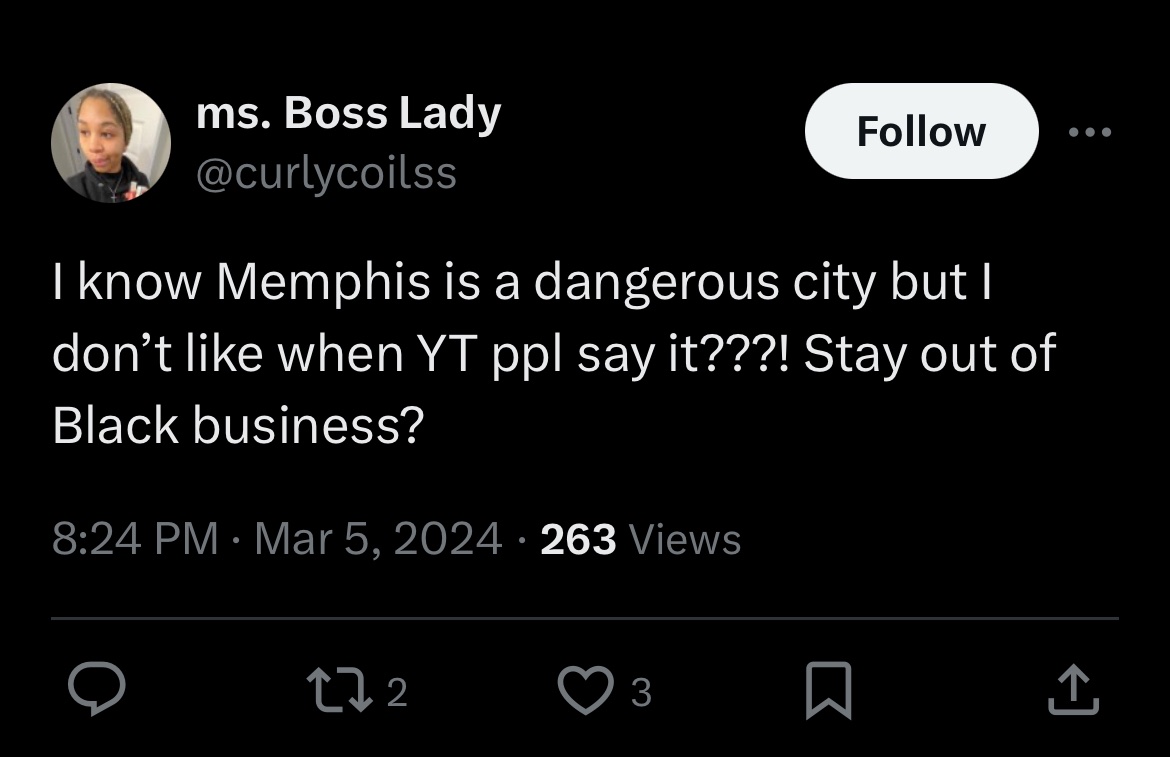 ms. Boss Lady
Follow
@curlycoilss
I know Memphis is a dangerous city but I
don’t like when YT ppl say it???! Stay out of
Black business?
8:24 PM · Mar 5, 2024 · 263 Views
2
3